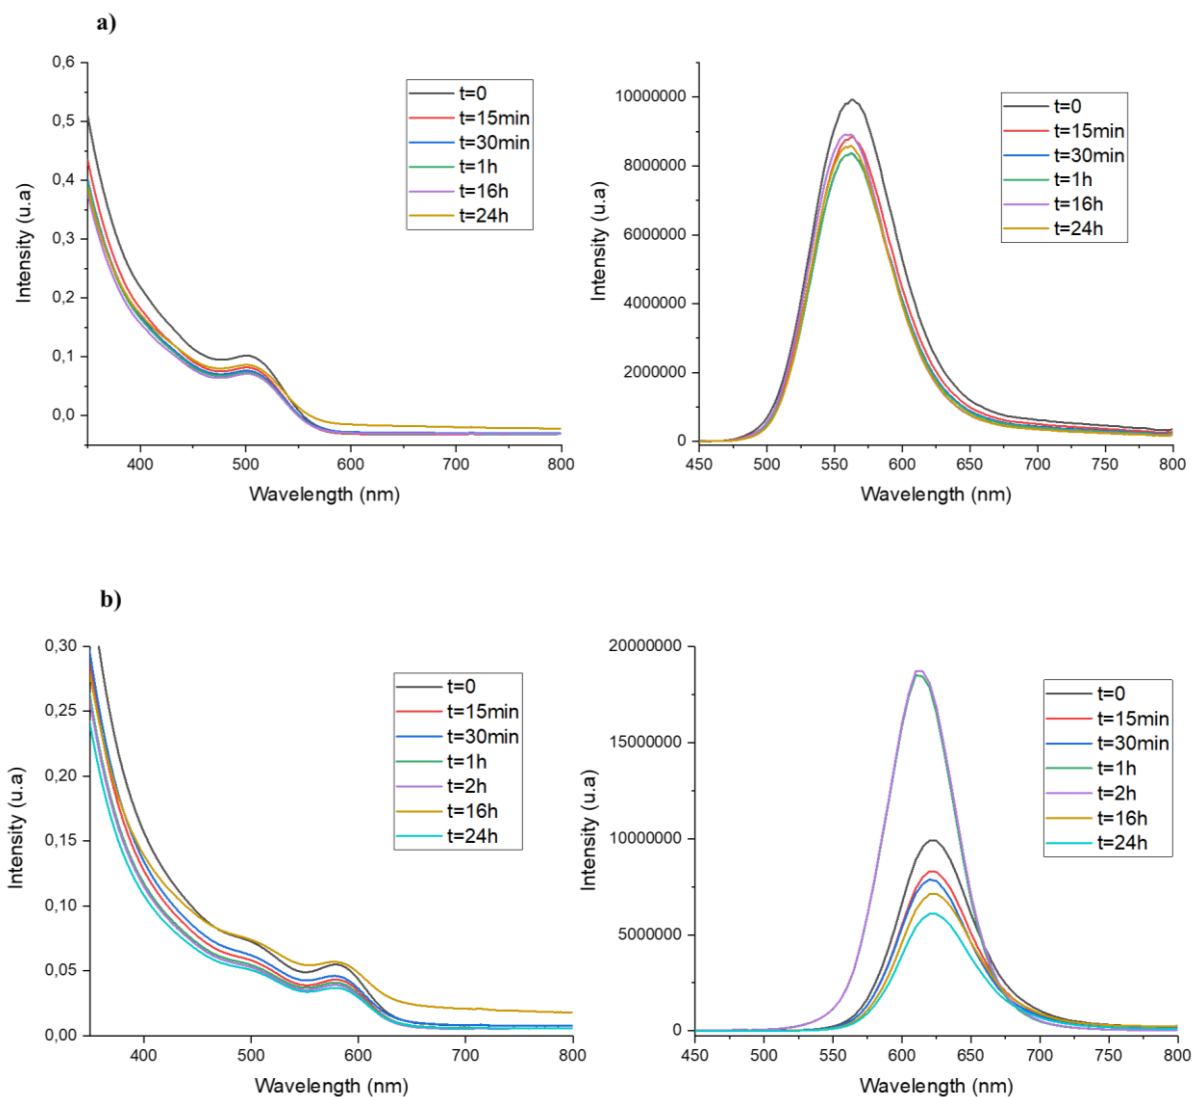 a)
0,6
0,5
0,4
0,3
0,2
0,1
0,0
Intensity (u.a)
400 500 600 700 800
Wavelength (nm)
t=0
t=15min
t=30min
t=1h
t=16h
t=24h
10000000
8000000
6000000
4000000
2000000
0
Intensity (u.a)
450 500 550 600 650 700 750 800
Wavelength (nm)
t=0
t=15min
t=30min
t=1h
t=16h
t=24h
b)
0,30
0,25
0,20
0,15
0,10
0,05
0,00
Intensity (u.a)
400 500 600 700 800
Wavelength (nm)
t=0
t=15min
t=30min
t=1h
t=2h
t=16h
t=24h
20000000
15000000
10000000
5000000
0
Intensity (u.a)
450 500 550 600 650 700 750 800
Wavelength (nm)
t=0
t=15min
t=30min
t=1h
t=2h
t=16h
t=24h